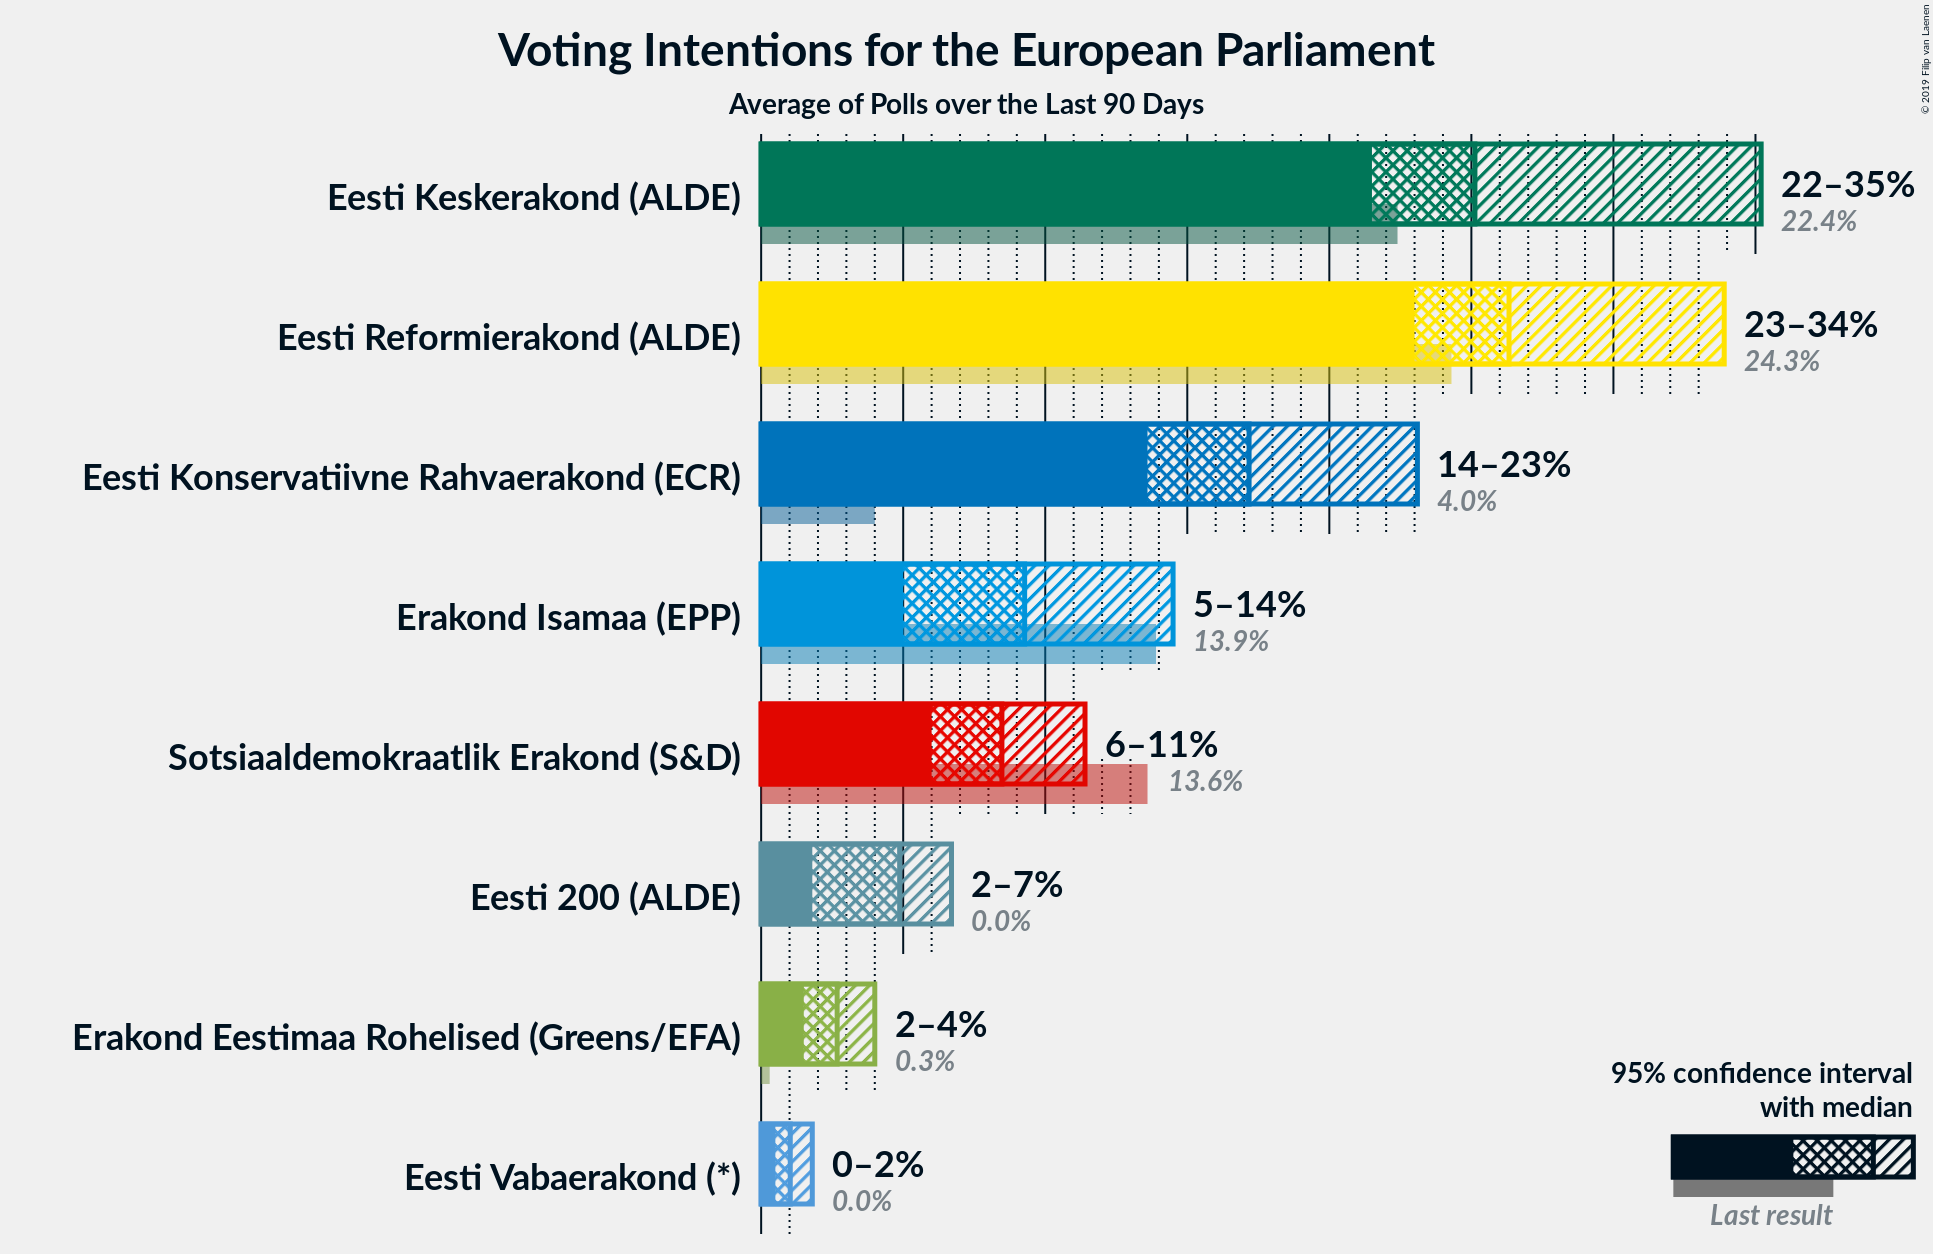 Voting Intentions for the European Parliament
Average of Polls over the Last 90 Days
© 2019 Filip van Laenen
Eesti Keskerakond (ALDE)
22–35%
22.4%
Eesti Reformierakond (ALDE)
23–34%
24.3%
Eesti Konservatiivne Rahvaerakond (ECR)
14–23%
4.0%
Erakond Isamaa (EPP)
5–14%
13.9%
Sotsiaaldemokraatlik Erakond (S&D)
6–11%
13.6%
Eesti 200 (ALDE)
2–7%
0.0%
Erakond Eestimaa Rohelised (Greens/EFA)
2–4%
0.3%
Eesti Vabaerakond (*)
0–2%
0.0%
95% confidence interval
with median
Last result